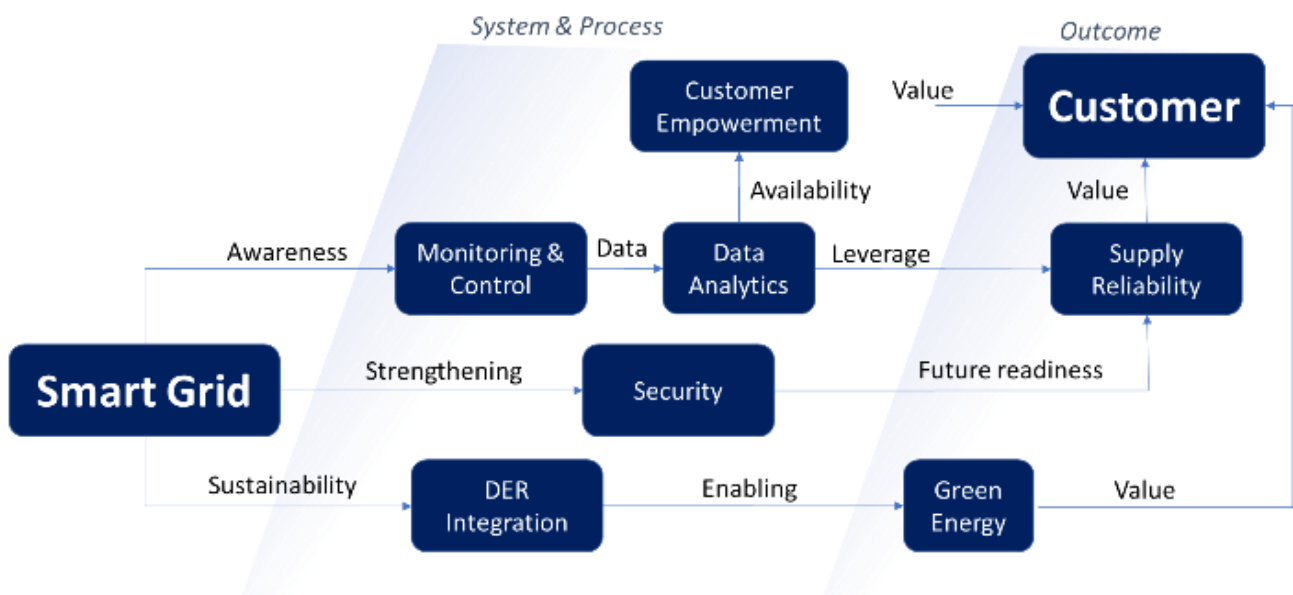 System & Process
Outcome
Customer
Empowerment
Value
Customer
Availability
Value
Awareness
Monitoring &
Control
Data
Data
Analytics
Leverage
Supply
Reliability
Smart Grid
Strengthening
Security
Future readiness
Sustainability
DER
Integration
Enabling
Green
Energy
Value